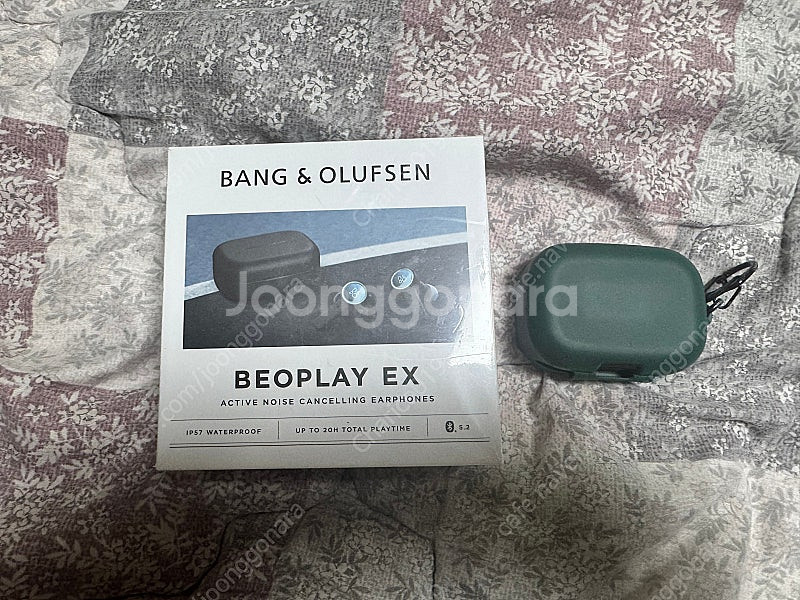 BANG & OLUFSEN
Joonggonara
BEOPLAY EX
ACTIVE NOISE CANCELLING EARPHONES
IP57 WATERPROOF
UP TO 20H TOTAL PLAYTIME
5.2